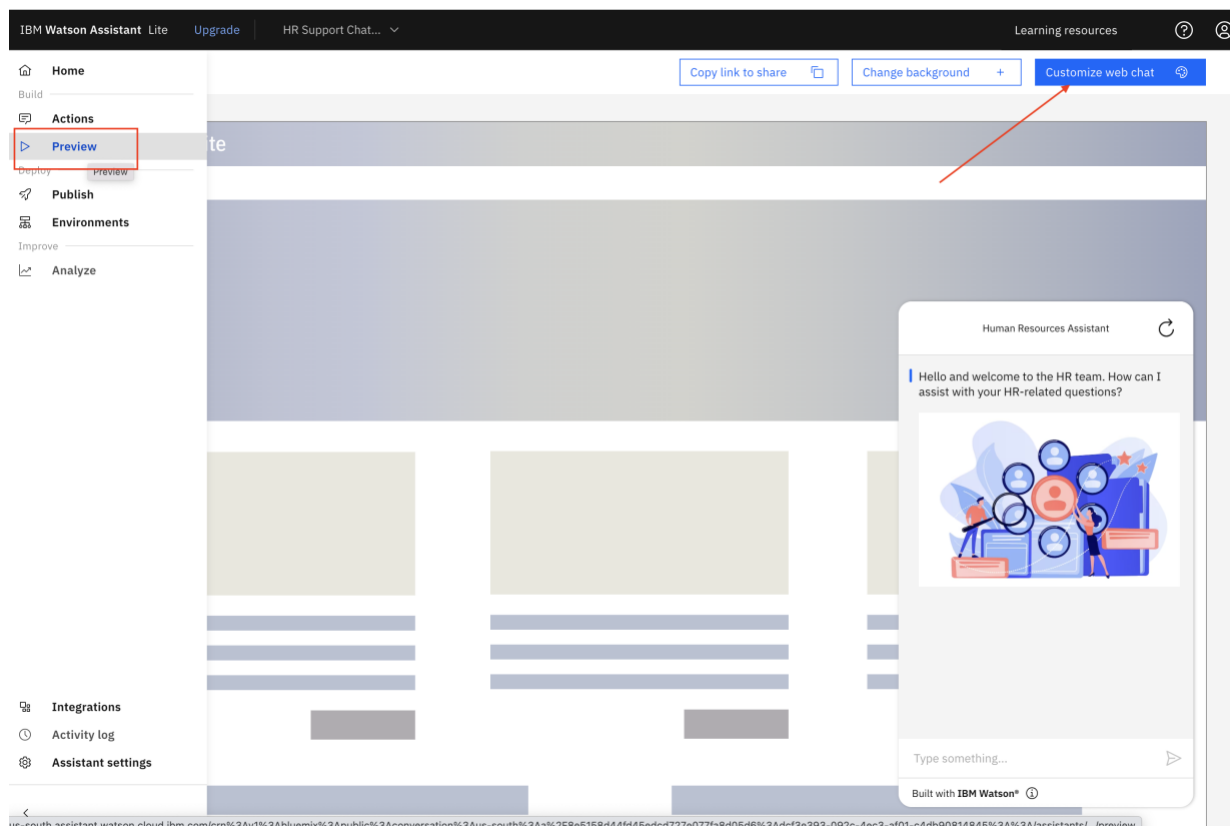 IBM Watson Assistant Lite Upgrade HR Support Chat... Learning resources
Home
Build
Actions
Preview
Deploy
Preview
Publish
Environments
Improve
Analyze
Integrations
Activity log
Assistant settings
Copy link to share Change background + Customize web chat
te
Human Resources Assistant
Hello and welcome to the HR team. How can I
assist with your HR-related questions?
Type something...
Built with IBM Watson®